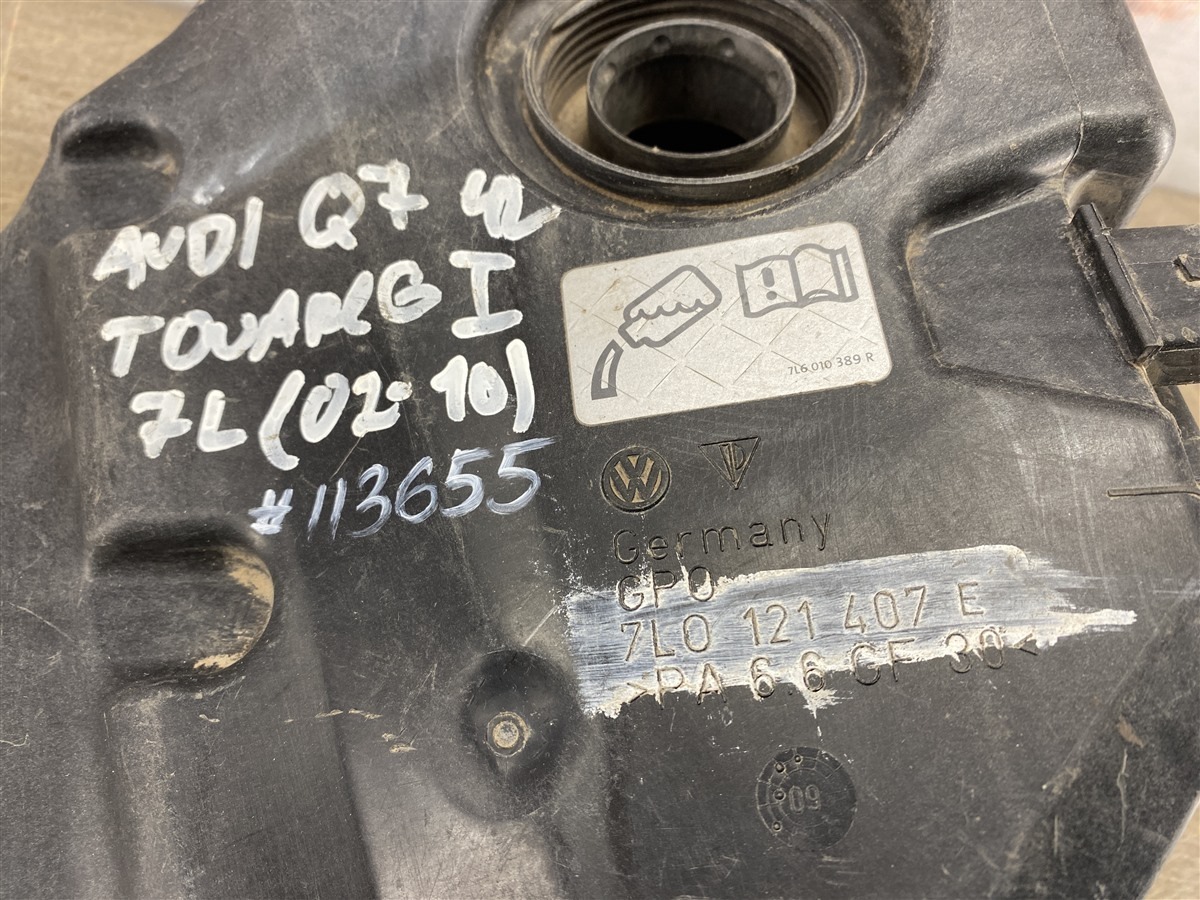 AUDI Q7 4L
TOUAREG I
7L (02-10)
#113655
7L6 010 389 R
Germany
GPO
7L0 121 407 E
>PA 6.6 GF 30<
09